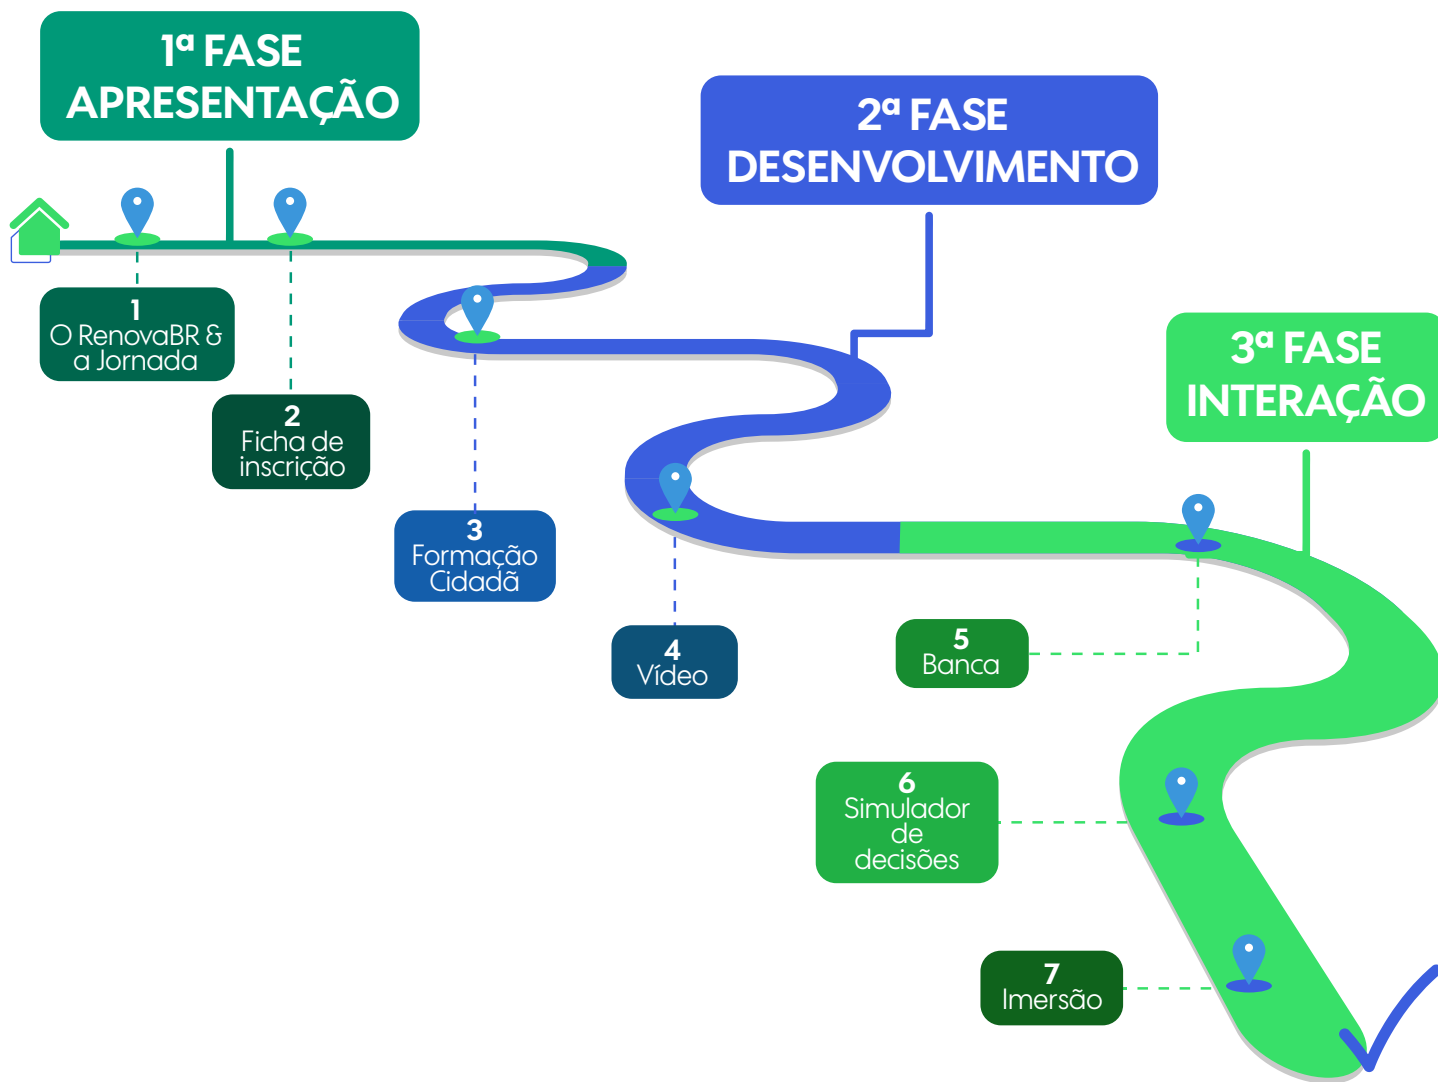 1ª FASE
APRESENTAÇÃO
2ª FASE
DESENVOLVIMENTO
1
O RenovaBR &
a Jornada
3ª FASE
INTERAÇÃO
2
Ficha de
inscrição
3
Formação
Cidadã
4
Vídeo
5
Banca
6
Simulador
de
decisões
7
Imersão